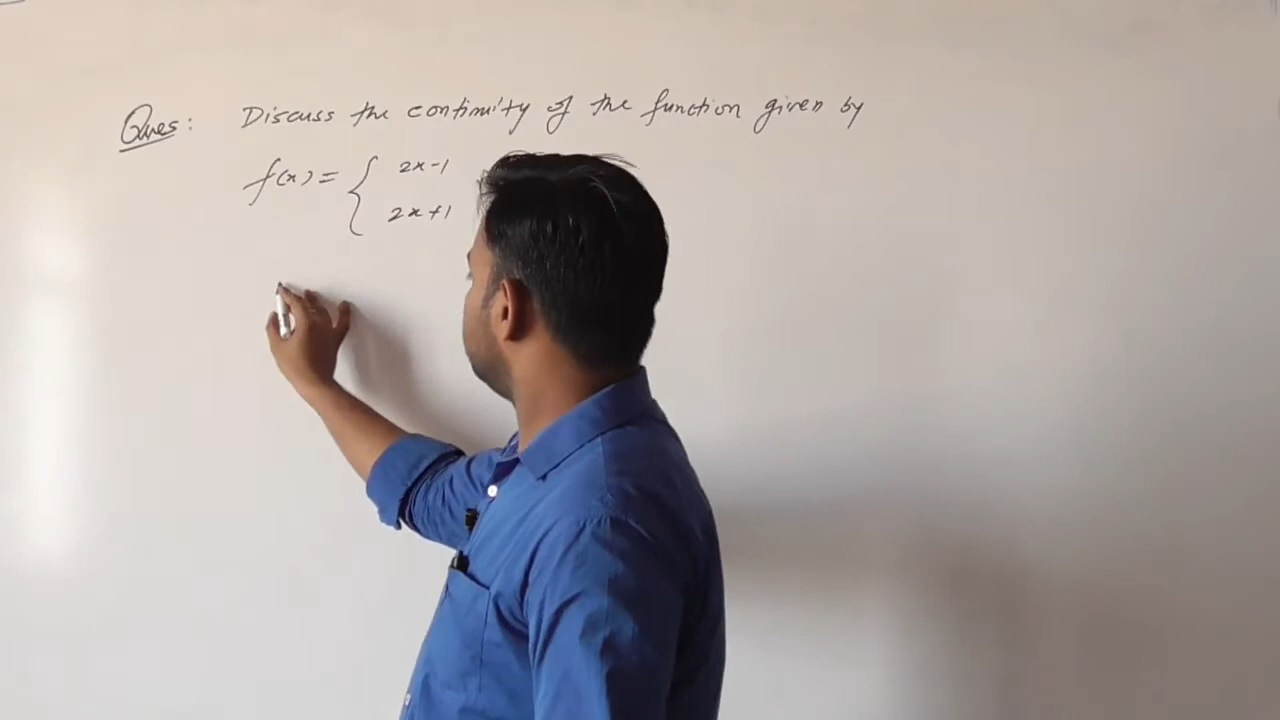 Ques: Discuss the continuity of the function given by
f(x) = { 2x-1
2x+1